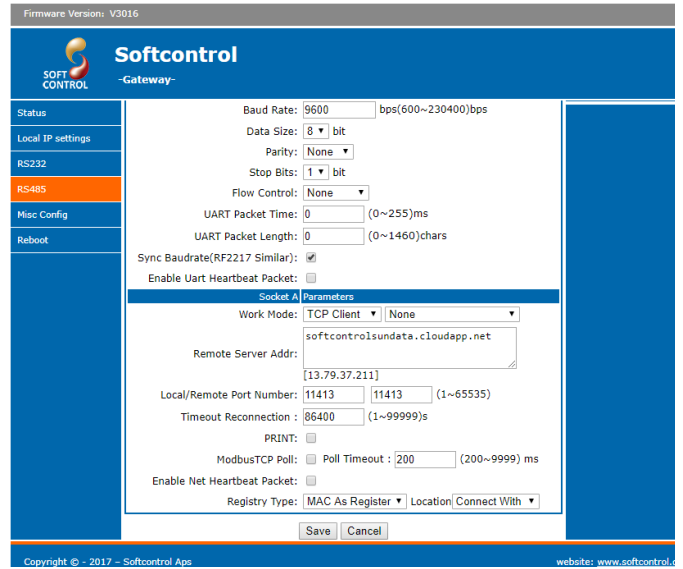 Firmware Version: V3016
SOFT CONTROL
Softcontrol
-Gateway-
Status
Local IP settings
RS232
RS485
Misc Config
Reboot
Baud Rate: 9600 bps(600~230400)bps
Data Size: 8 bit
Parity: None
Stop Bits: 1 bit
Flow Control: None
UART Packet Time: 0 (0~255)ms
UART Packet Length: 0 (0~1460)chars
Sync Baudrate(RF2217 Similar):
Enable Uart Heartbeat Packet:
Socket A Parameters
Work Mode: TCP Client None
Remote Server Addr: softcontrolsundata.cloudapp.net
[13.79.37.211]
Local/Remote Port Number: 11413 11413 (1~65535)
Timeout Reconnection : 86400 (1~99999)s
PRINT:
ModbusTCP Poll: Poll Timeout : 200 (200~9999) ms
Enable Net Heartbeat Packet:
Registry Type: MAC As Register Location Connect With
Save Cancel
Copyright © - 2017 – Softcontrol Aps
website: www.softcontrol.